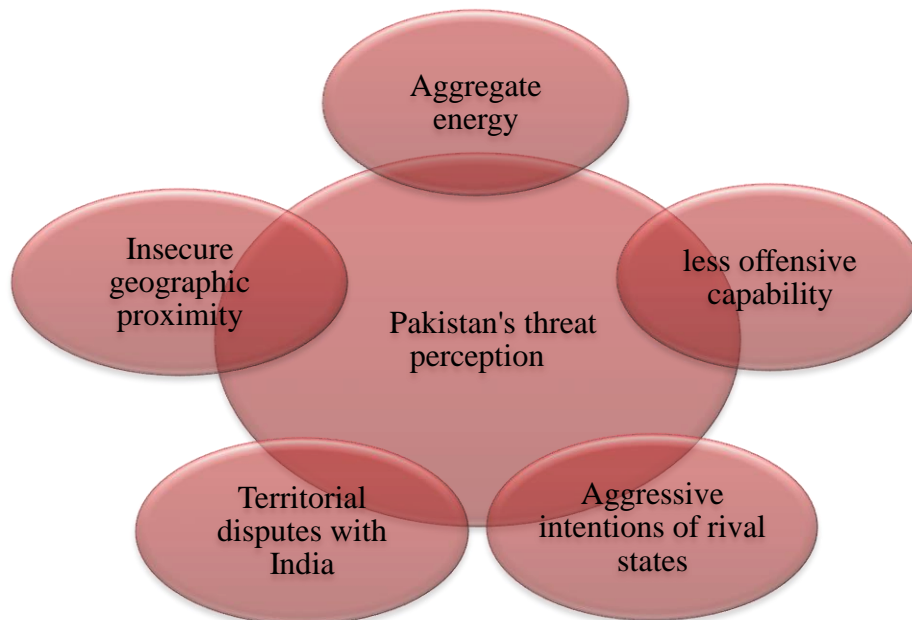 Aggregate
energy
Insecure
geographic
proximity
less offensive
capability
Pakistan's threat
perception
Territorial
disputes with
India
Aggressive
intentions of rival
states